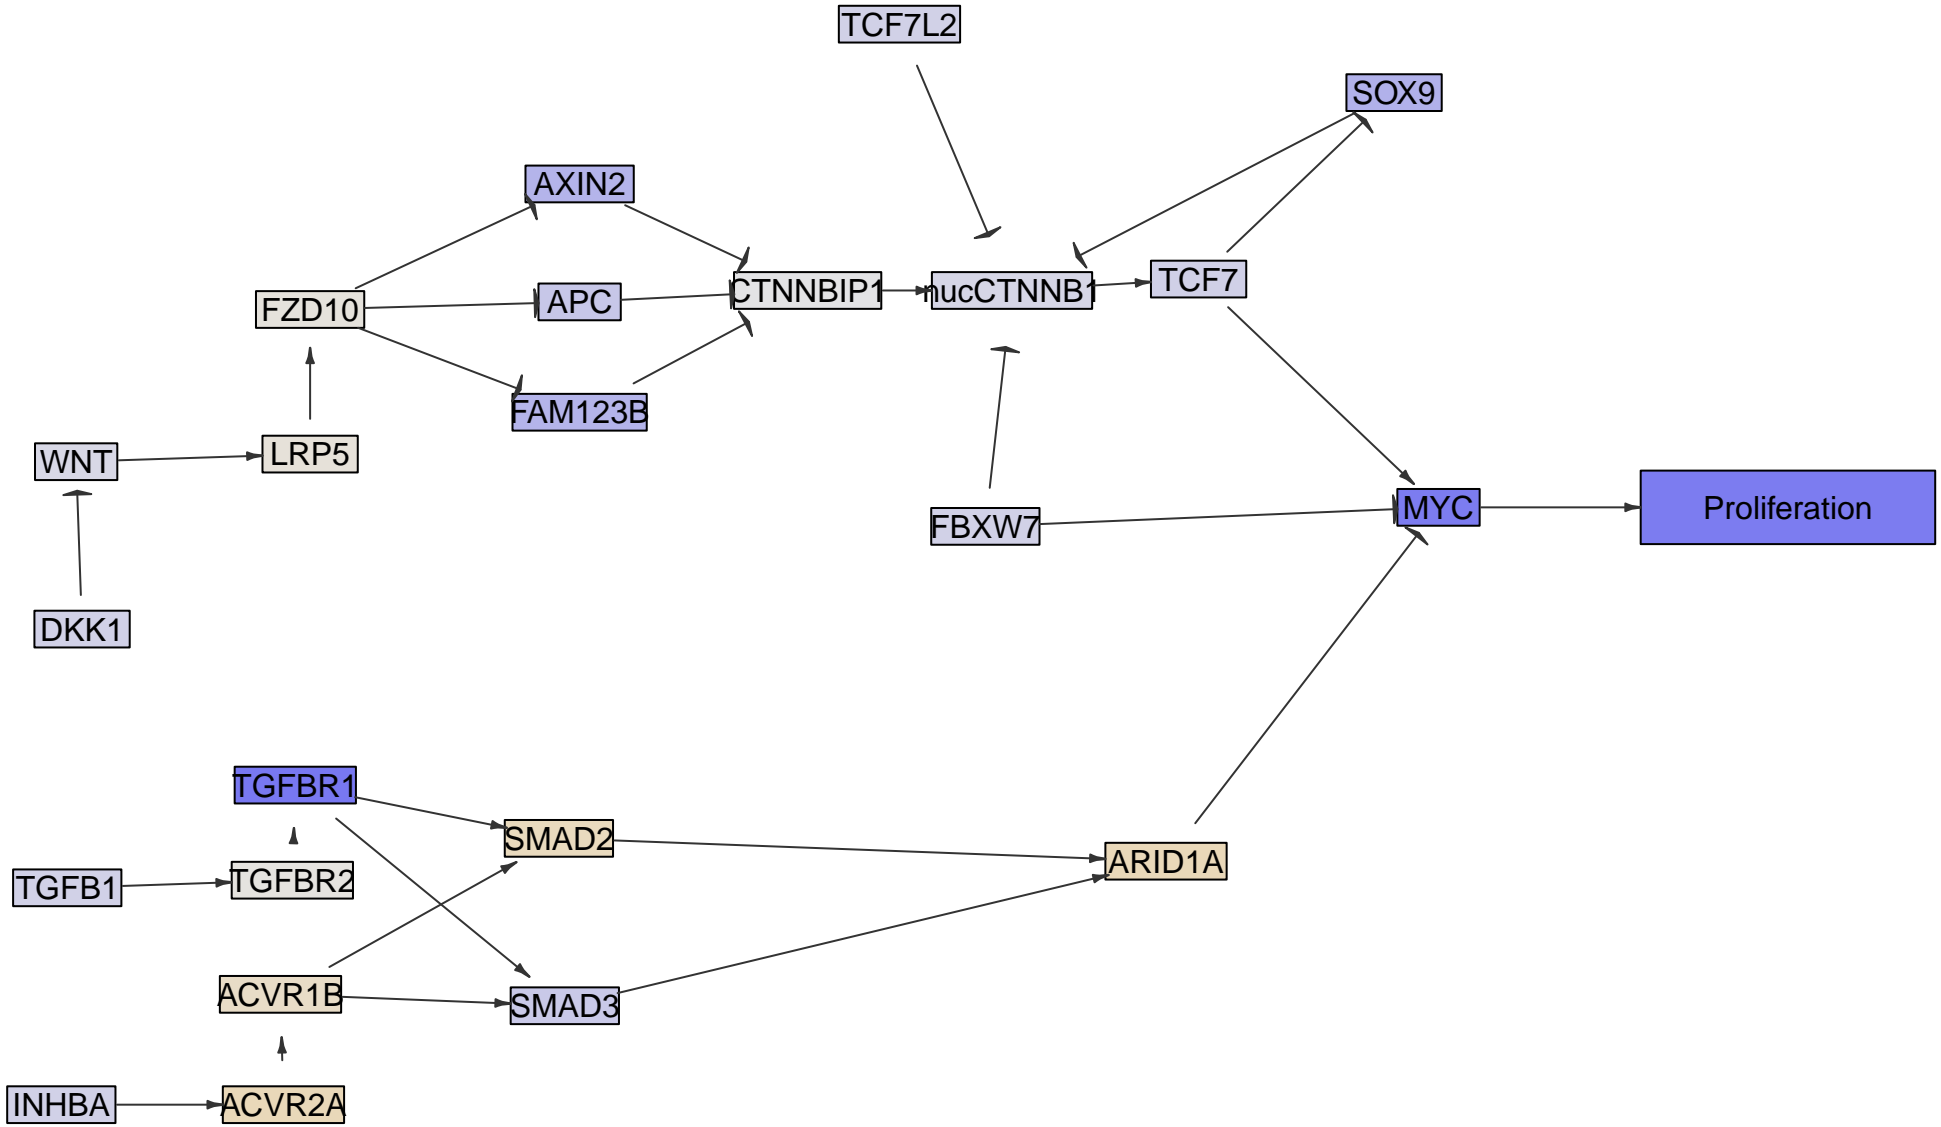 TCF7L2
SOX9
AXIN2
TCF7
CTNNBIP1
nucCTNNB1
APC
FZD10
FAM123B
LRP5
WNT
MYC
Proliferation
FBXW7
DKK1
TGFBR1
SMAD2
ARID1A
TGFBR2
TGFB1
ACVR1B
SMAD3
INHBA
ACVR2A